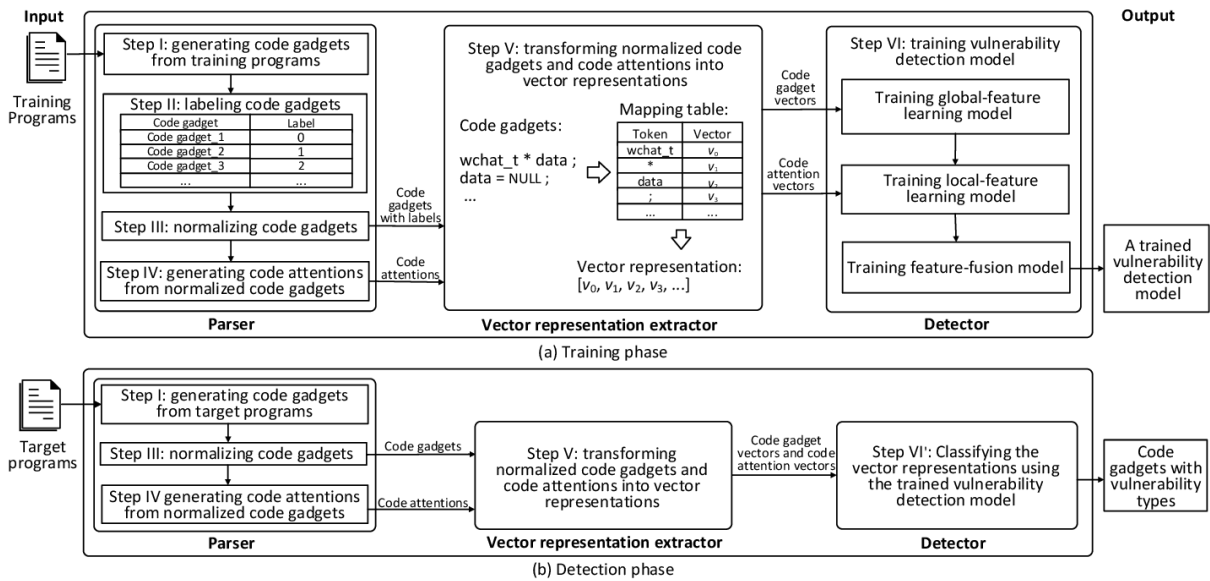 Input
Output
Training
Programs
Step I: generating code gadgets
from training programs
Step II: labeling code gadgets
Code gadget Label
Code gadget_1 0
Code gadget_2 1
Code gadget_3 2
... ...
Step III: normalizing code gadgets
Step IV: generating code attentions
from normalized code gadgets
Parser
Code
gadgets
with labels
Code
attentions
Step V: transforming normalized code
gadgets and code attentions into
vector representations
Code gadgets:
wchat_t * data ;
data = NULL ;
...
Mapping table:
Token Vector
wchat_t v0
* v1
data v2
; v3
... ...
Vector representation:
[v0, v1, v2, v3, ...]
Vector representation extractor
Code
gadget
vectors
Code
attention
vectors
Step VI: training vulnerability
detection model
Training global-feature
learning model
Training local-feature
learning model
Training feature-fusion model
Detector
A trained
vulnerability
detection
model
(a) Training phase
Target
programs
Step I: generating code gadgets
from target programs
Step III: normalizing code gadgets
Step IV generating code attentions
from normalized code gadgets
Parser
Code gadgets
Code attentions
Step V: transforming
normalized code gadgets and
code attentions into vector
representations
Vector representation extractor
Code gadget
vectors and code
attention vectors
Step VI': Classifying the
vector representations using
the trained vulnerability
detection model
Detector
Code
gadgets with
vulnerability
types
(b) Detection phase